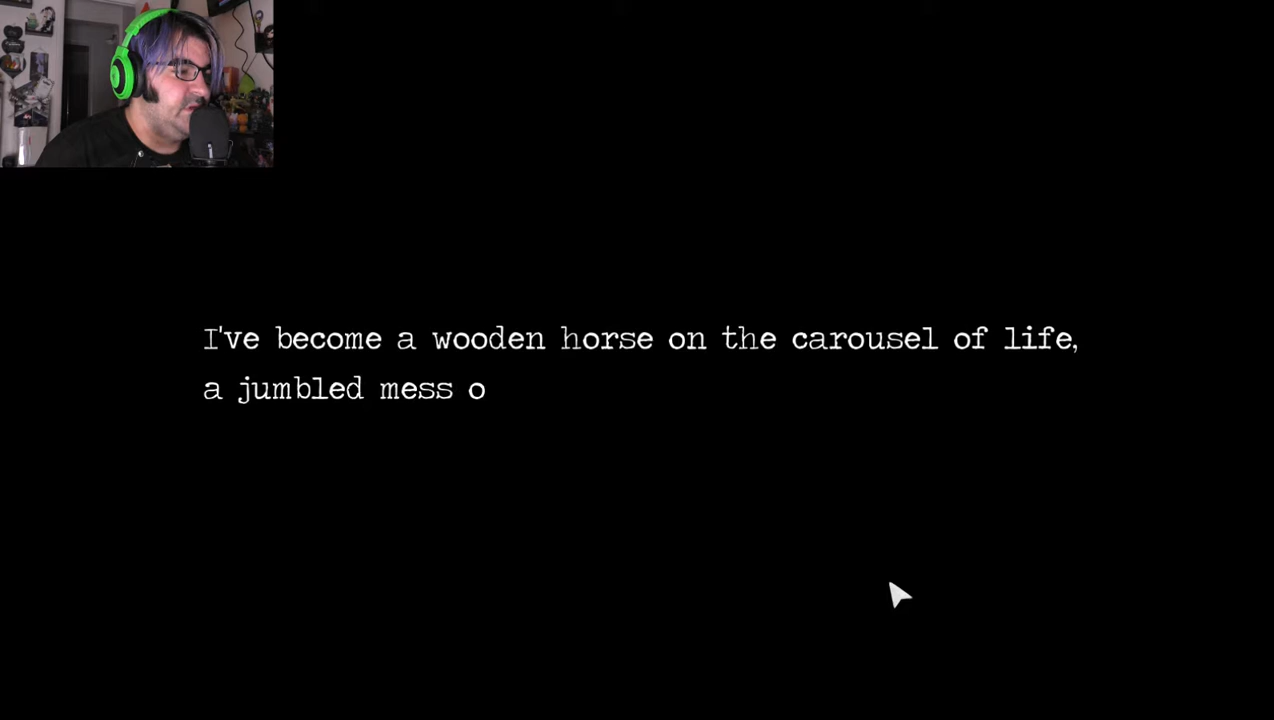 I've become a wooden horse on the carousel of life,
a jumbled mess o